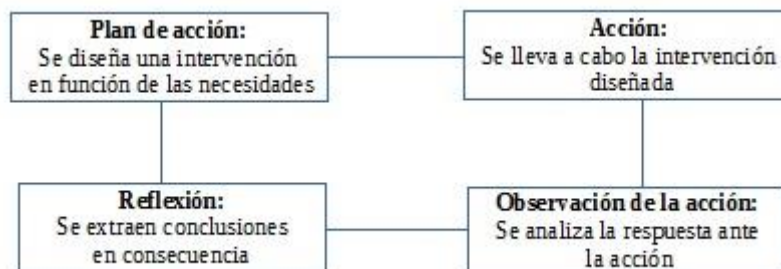 Plan de acción:
Se diseña una intervención
en función de las necesidades
Acción:
Se lleva a cabo la intervención
diseñada
Reflexión:
Se extraen conclusiones
en consecuencia
Observación de la acción:
Se analiza la respuesta ante
la acción